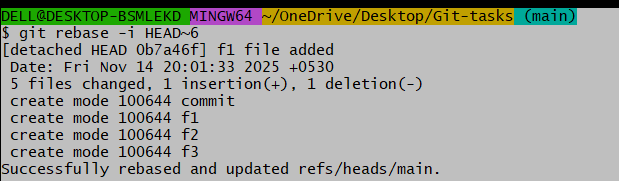 DELL@DESKTOP-BSMLEKD MINGW64 ~/OneDrive/Desktop/Git-tasks (main)
$ git rebase -i HEAD~6
[detached HEAD 0b7a46f] f1 file added
 Date: Fri Nov 14 20:01:33 2025 +0530
 5 files changed, 1 insertion(+), 1 deletion(-)
 create mode 100644 commit
 create mode 100644 f1
 create mode 100644 f2
 create mode 100644 f3
Successfully rebased and updated refs/heads/main.